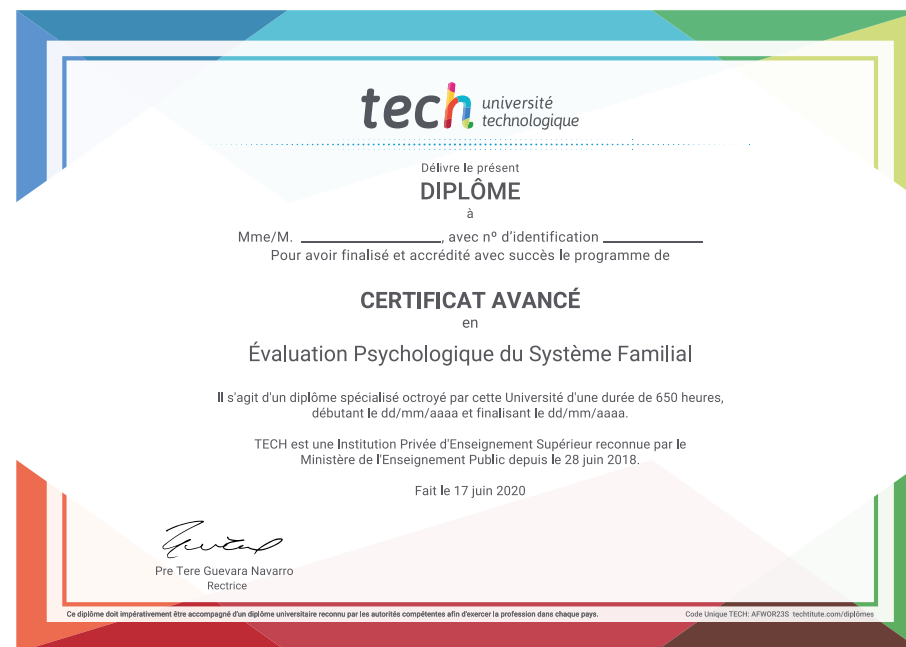 tech université
technologique
Délivre le présent
DIPLÔME
à
Mme/M. ____________________, avec nº d'identification ______________
Pour avoir finalisé et accrédité avec succès le programme de
CERTIFICAT AVANCÉ
en
Évaluation Psychologique du Système Familial
Il s'agit d'un diplôme spécialisé octroyé par cette Université d'une durée de 650 heures,
débutant le dd/mm/aaaa et finalisant le dd/mm/aaaa.
TECH est une Institution Privée d'Enseignement Supérieur reconnue par le
Ministère de l'Enseignement Public depuis le 28 juin 2018.
Fait le 17 juin 2020
Pre Tere Guevara Navarro
Rectrice
Ce diplôme doit impérativement être accompagné d'un diplôme universitaire reconnu par les autorités compétentes afin d'exercer la profession dans chaque pays.
Code Unique TECH: AFWOR23S techtitute.com/diplômes